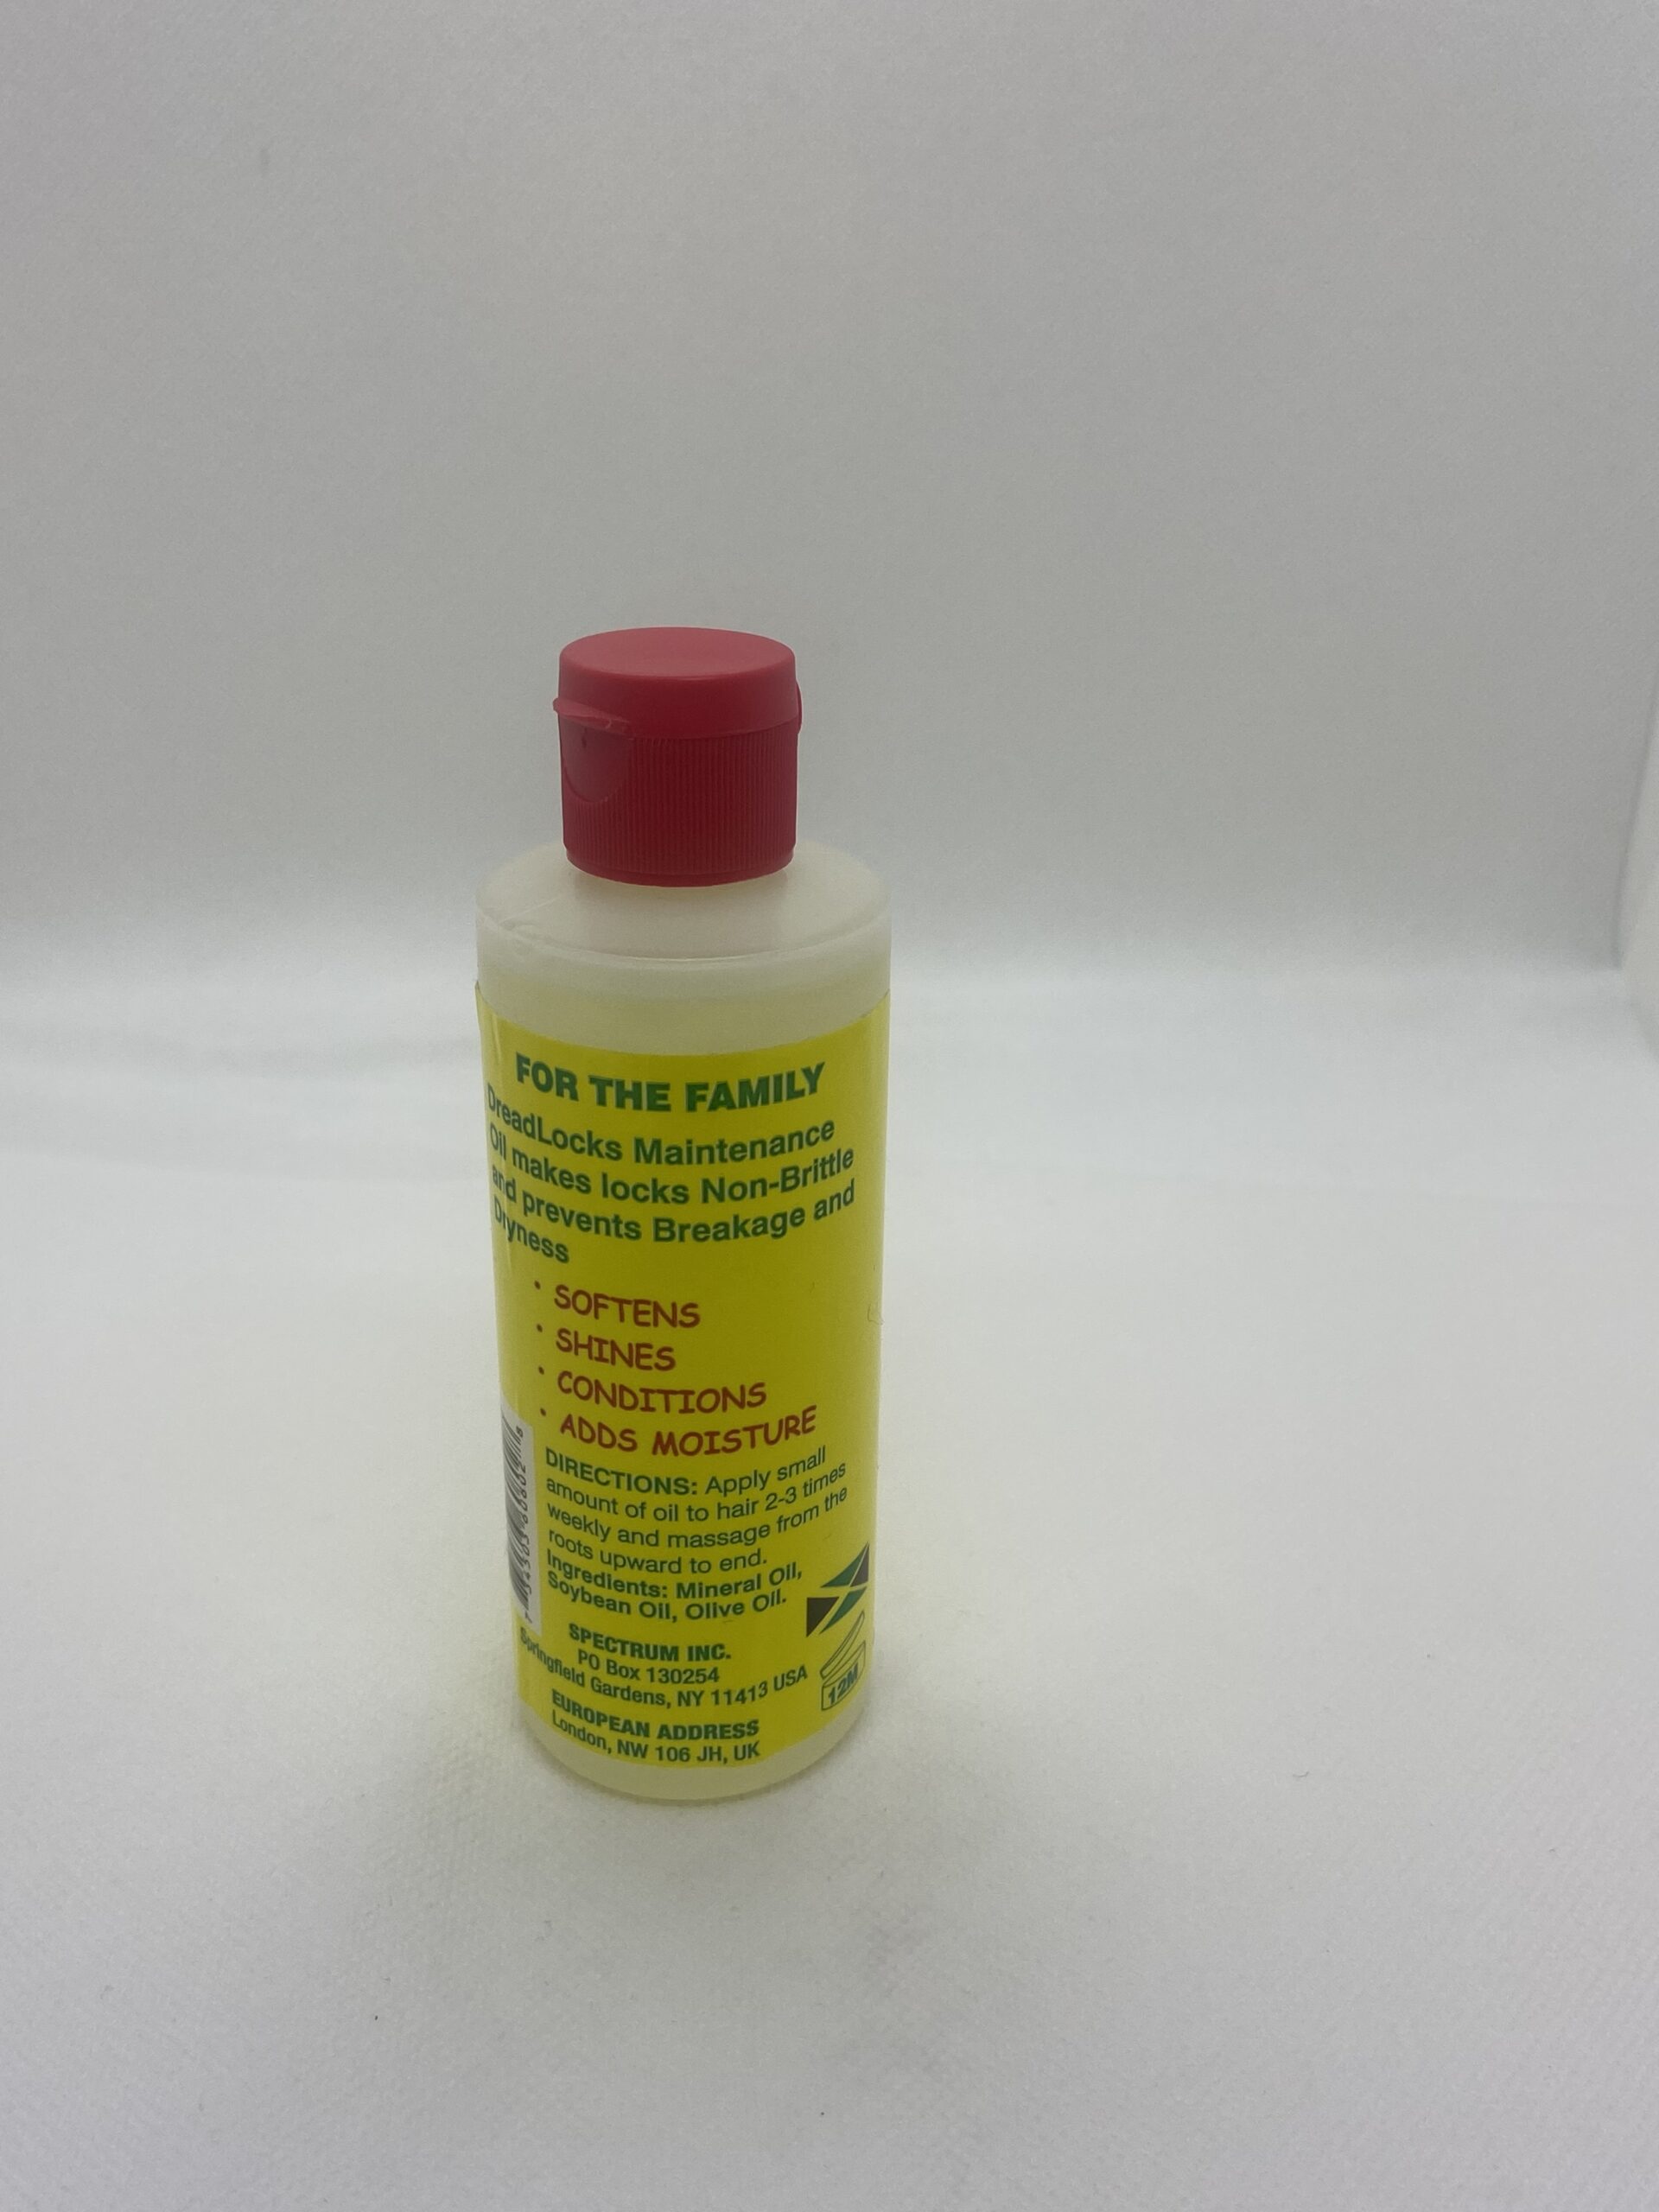 FOR THE FAMILY
DreadLocks Maintenance
Oil makes locks Non-Brittle
and prevents Breakage and
Dryness
• SOFTENS
• SHINES
• CONDITIONS
• ADDS MOISTURE
DIRECTIONS: Apply small
amount of oil to hair 2-3 times
weekly and massage from the
roots upward to end.
Ingredients: Mineral Oil,
Soybean Oil, Olive Oil.
SPECTRUM INC.
PO Box 130254
Springfield Gardens, NY 11413 USA
EUROPEAN ADDRESS
London, NW 106 JH, UK
12M